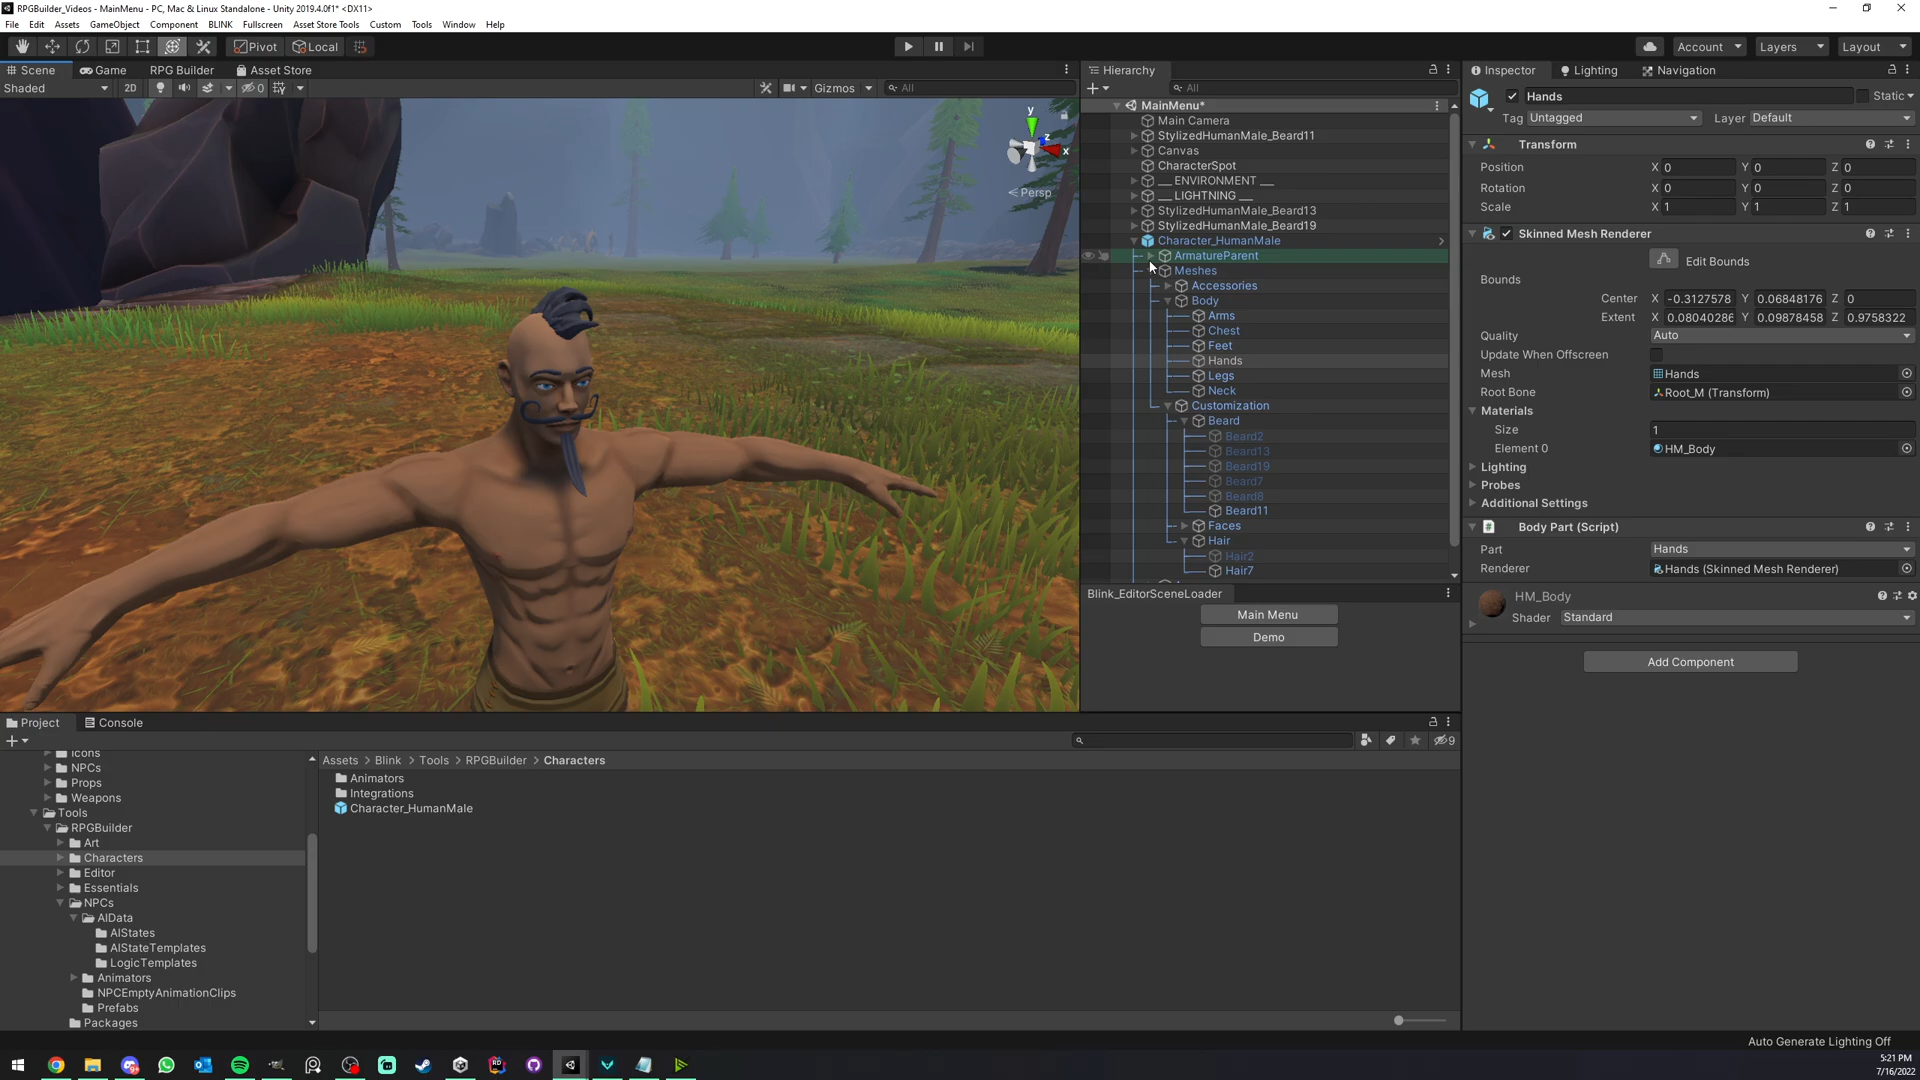 RPGBuilder_Videos - MainMenu - PC, Mac & Linux Standalone - Unity 2019.4.0f1* <DX11>
File Edit Assets GameObject Component BLINK Fullscreen Asset Store Tools Custom Tools Window Help
Pivot Local Account Layers Layout
Scene Game RPG Builder Asset Store
Shaded 2D 0 Gizmos All
y
z
x
Persp
Hierarchy
All
MainMenu*
Main Camera
StylizedHumanMale_Beard11
Canvas
CharacterSpot
__ ENVIRONMENT __
__ LIGHTNING __
StylizedHumanMale_Beard13
StylizedHumanMale_Beard19
Character_HumanMale
ArmatureParent
Meshes
Accessories
Body
Arms
Chest
Feet
Hands
Legs
Neck
Customization
Beard
Beard2
Beard13
Beard19
Beard7
Beard8
Beard11
Faces
Hair
Hair2
Hair7
Blink_EditorSceneLoader
Main Menu
Demo
Inspector Lighting Navigation
Hands Static
Tag Untagged Layer Default
Transform
Position X 0 Y 0 Z 0
Rotation X 0 Y 0 Z 0
Scale X 1 Y 1 Z 1
Skinned Mesh Renderer
Edit Bounds
Bounds
Center X -0.3127578 Y 0.06848176 Z 0
Extent X 0.08040286 Y 0.09878458 Z 0.9758322
Quality Auto
Update When Offscreen
Mesh Hands
Root Bone Root_M (Transform)
Materials
Size 1
Element 0 HM_Body
Lighting
Probes
Additional Settings
Body Part (Script)
Part Hands
Renderer Hands (Skinned Mesh Renderer)
HM_Body
Shader Standard
Add Component
Project Console
9
Icons
NPCs
Props
Weapons
Tools
RPGBuilder
Art
Characters
Editor
Essentials
NPCs
AIData
AIStates
AIStateTemplates
LogicTemplates
Animators
NPCEmptyAnimationClips
Prefabs
Packages
Assets > Blink > Tools > RPGBuilder > Characters
Animators
Integrations
Character_HumanMale
Auto Generate Lighting Off
5:21 PM
7/16/2022